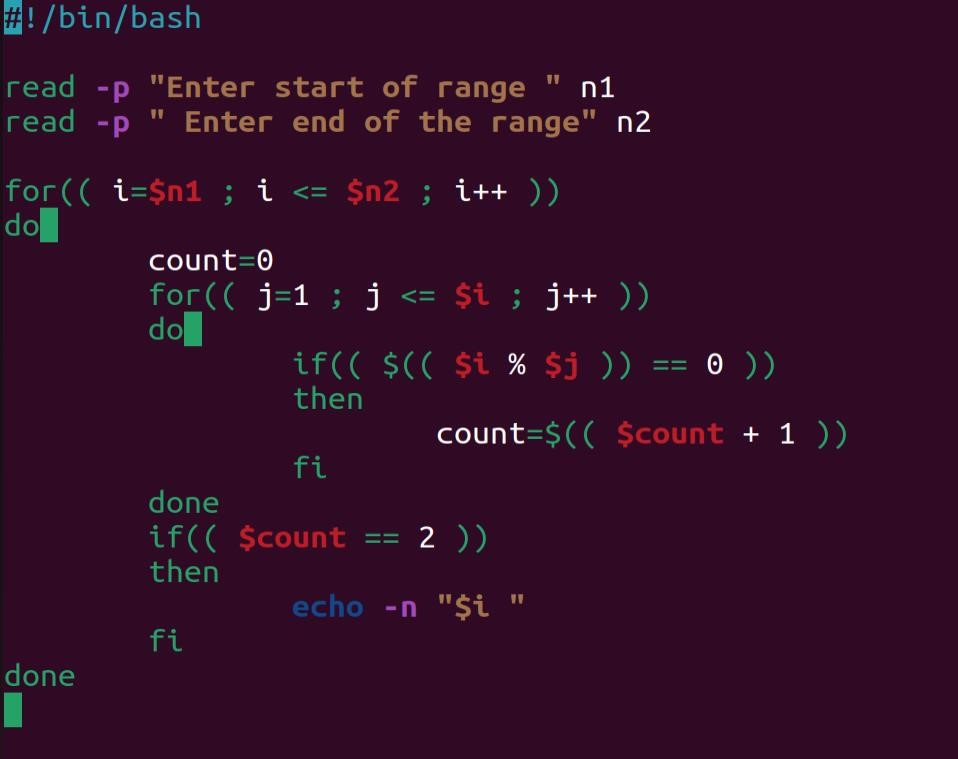 #!/bin/bash

read -p "Enter start of range " n1
read -p " Enter end of the range" n2

for(( i=$n1 ; i <= $n2 ; i++ ))
do
        count=0
        for(( j=1 ; j <= $i ; j++ ))
        do
                if(( $(( $i % $j )) == 0 ))
                then
                        count=$(( $count + 1 ))
                fi
        done
        if(( $count == 2 ))
        then
                echo -n "$i "
        fi
done